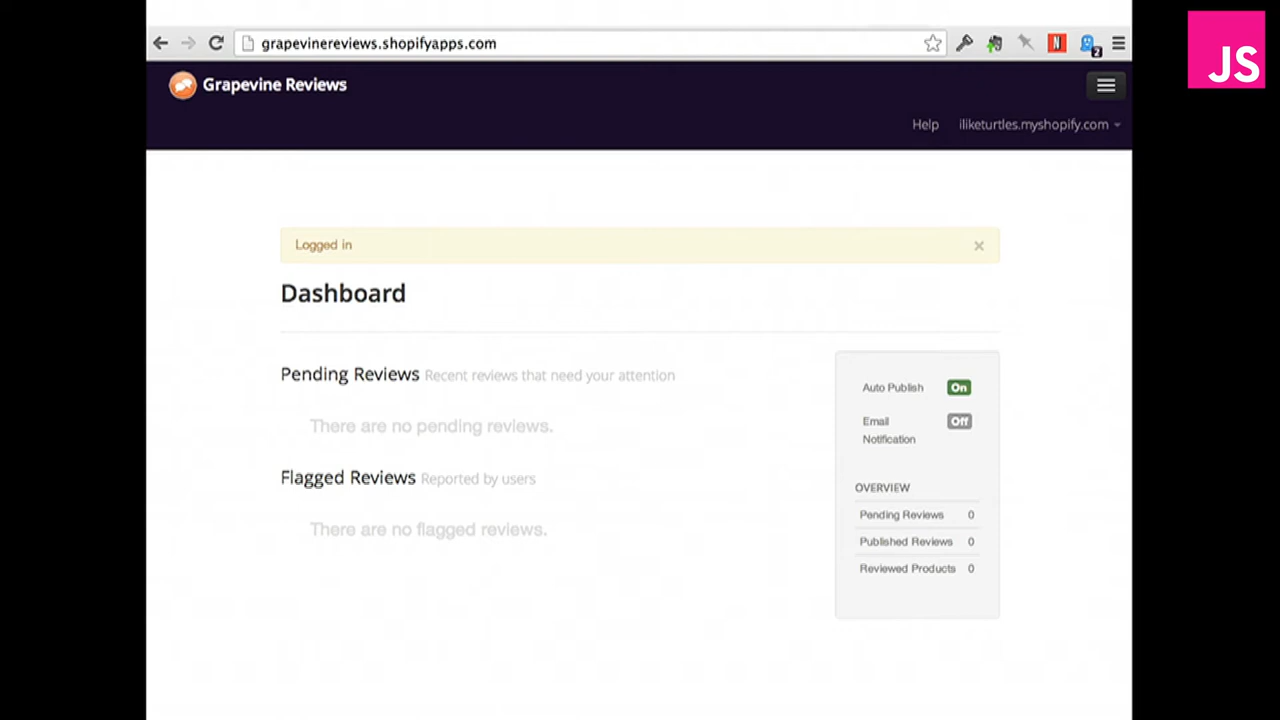 JS
grapevinereviews.shopifyapps.com
N
2
Grapevine Reviews
Help iliketurtles.myshopify.com
Logged in ×
Dashboard
Pending Reviews Recent reviews that need your attention
There are no pending reviews.
Flagged Reviews Reported by users
There are no flagged reviews.
Auto Publish On
Email Off
Notification
OVERVIEW
Pending Reviews 0
Published Reviews 0
Reviewed Products 0